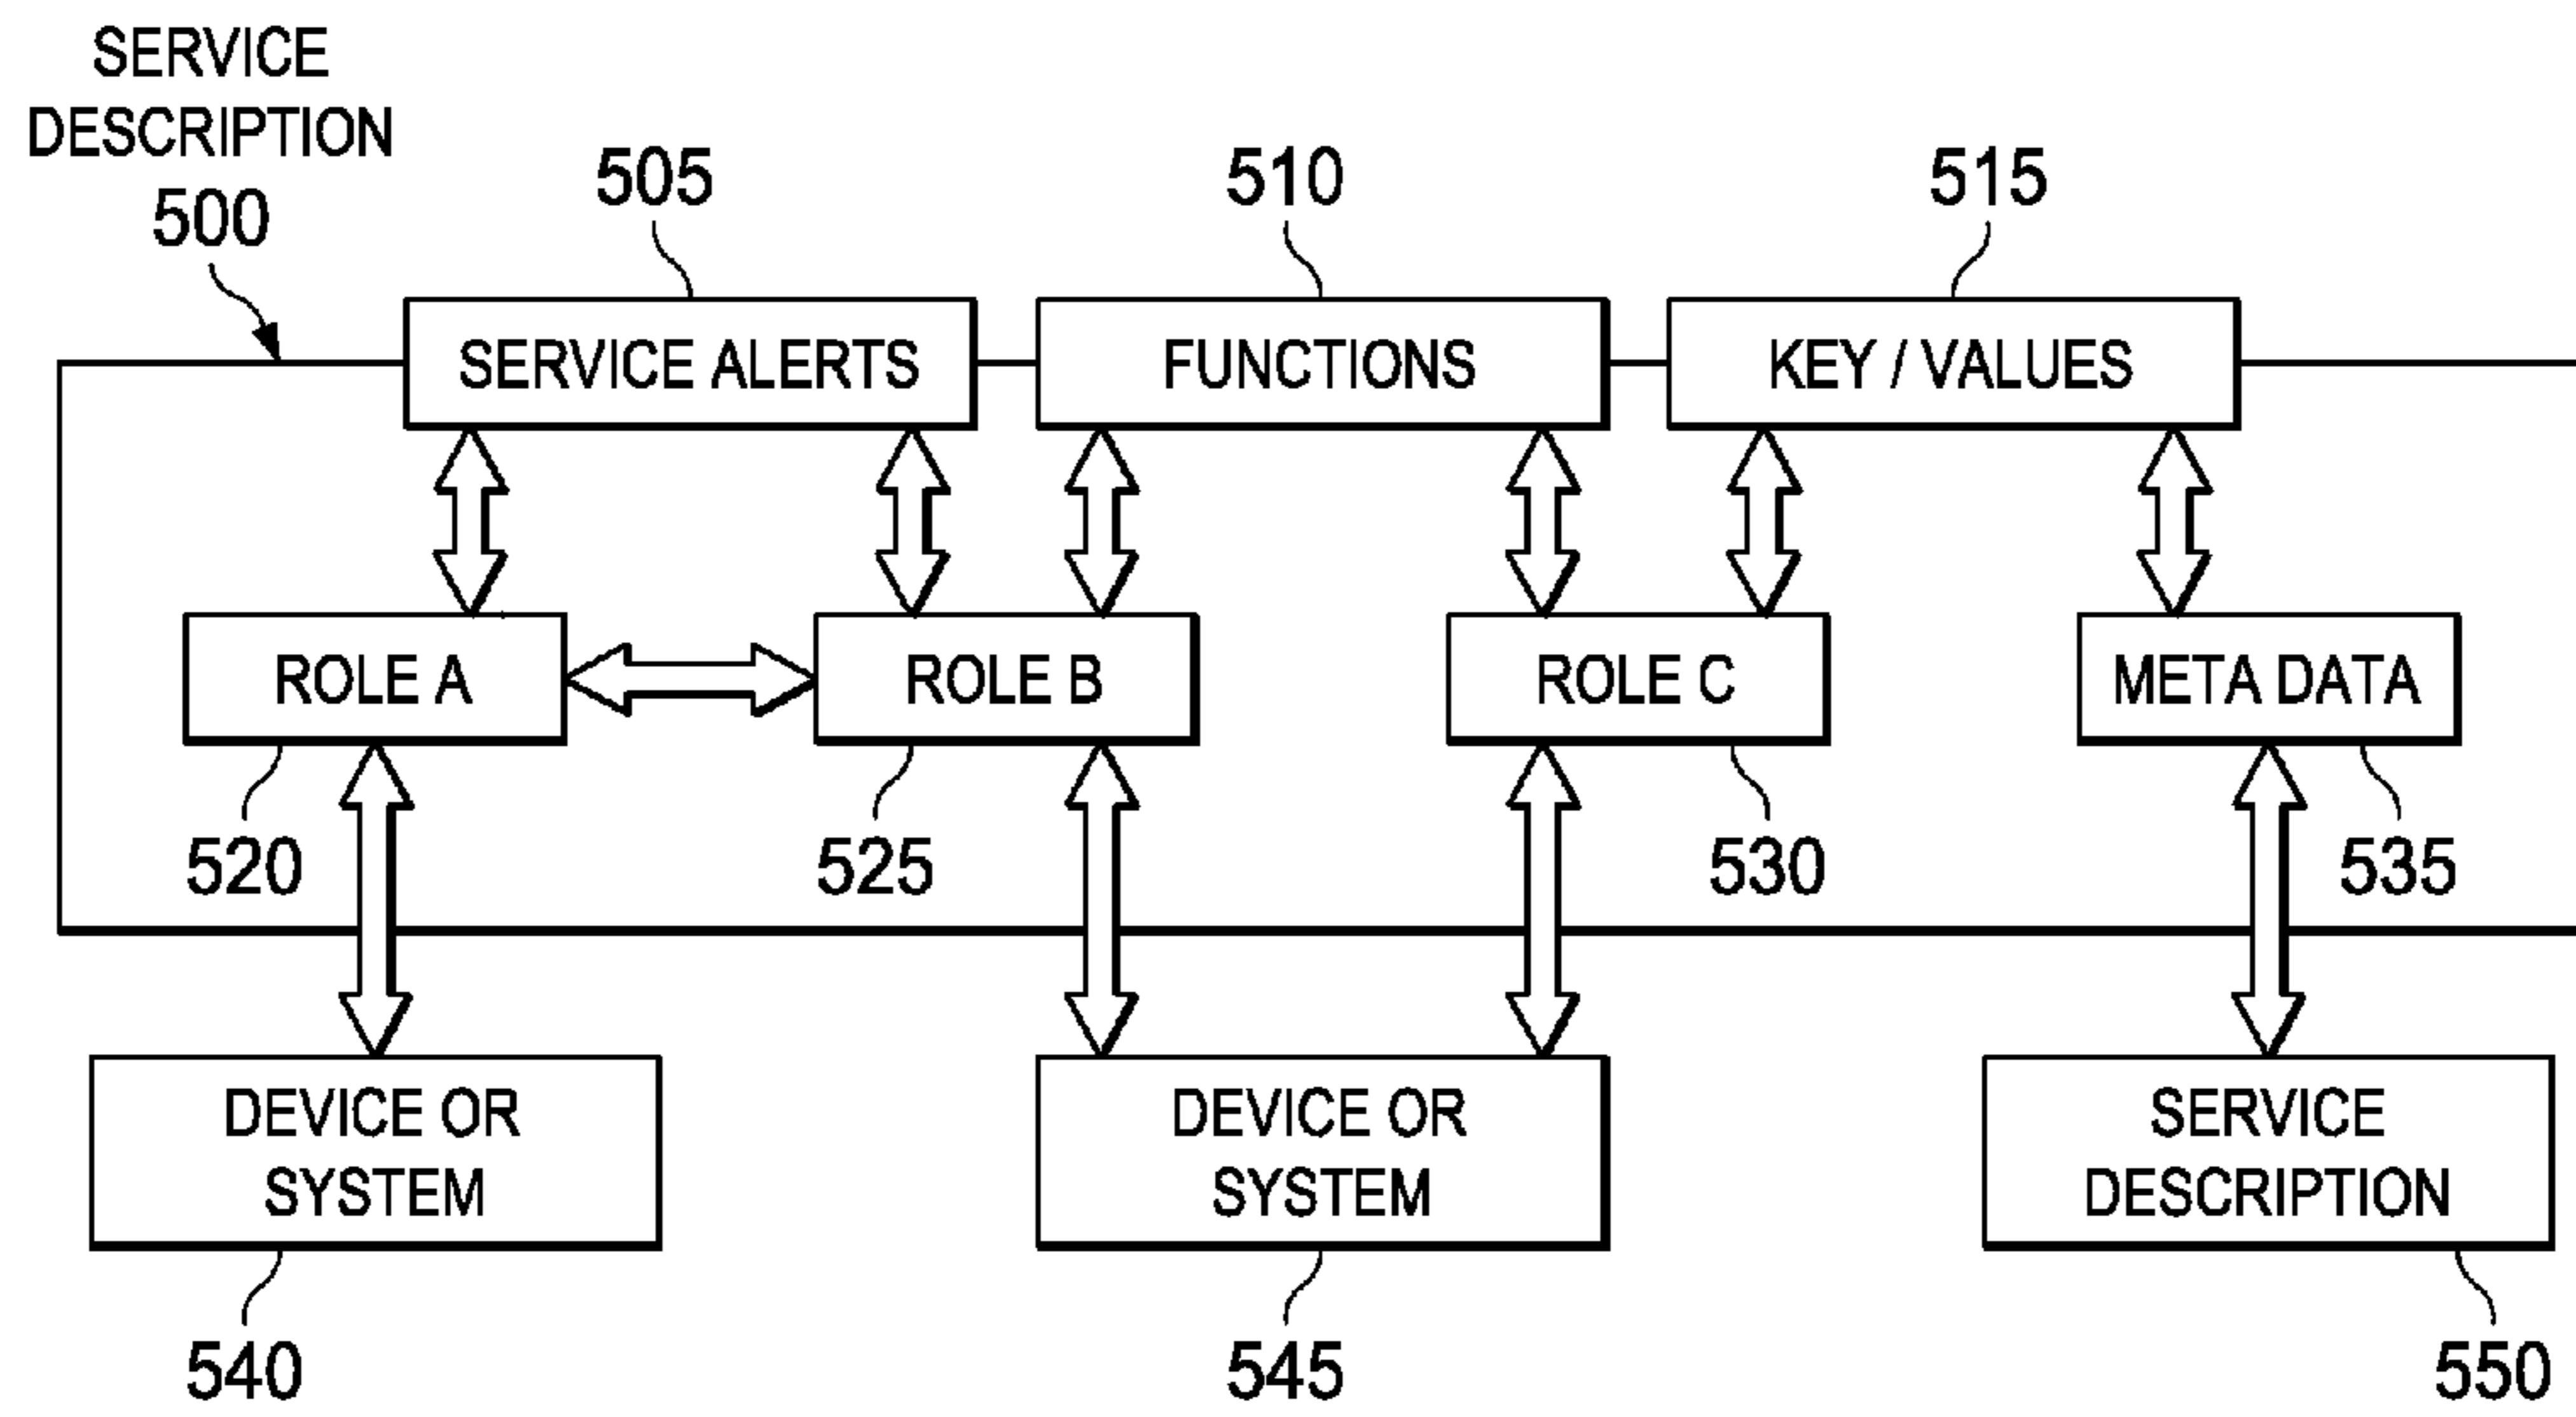 SERVICE
DESCRIPTION
500
505
510
515
SERVICE ALERTS
FUNCTIONS
KEY / VALUES
ROLE A
ROLE B
ROLE C
META DATA
520
525
530
535
DEVICE OR
SYSTEM
DEVICE OR
SYSTEM
SERVICE
DESCRIPTION
540
545
550